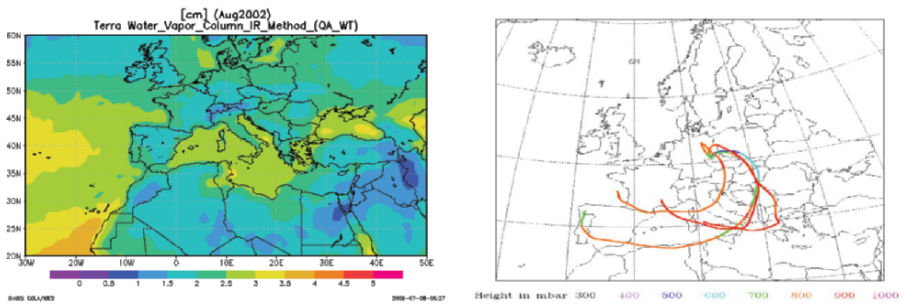 [cm] (Aug2002)
Terra Water_Vapor_Column_IR_Method_(QA_WT)
60N
55N
50N
45N
40N
35N
30N
25N
20N
30W 20W 10W 0 10E 20E 30E 40E 50E
0 0.5 1 1.5 2 2.5 3 3.5 4 4.5 5
GrADS: COLA/IGES
GM
Height in mbar 300 400 500 600 700 800 900 1000